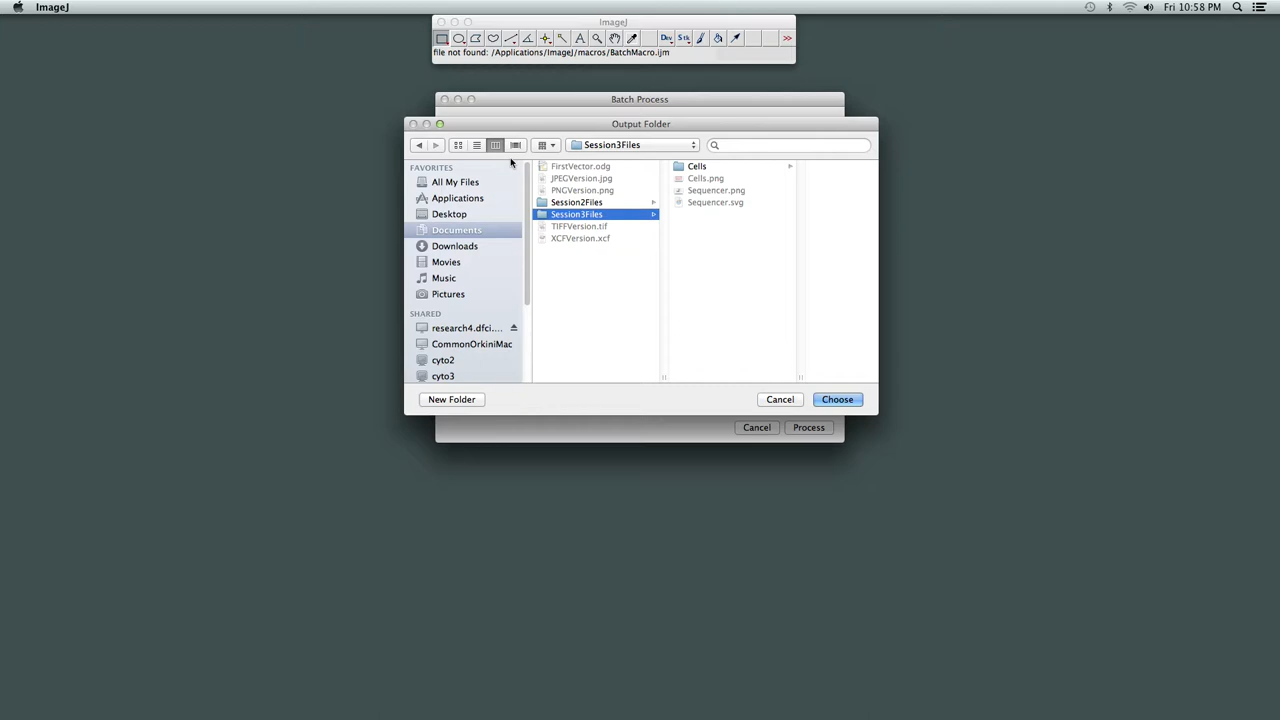 ImageJ
Fri 10:58 PM
ImageJ
A
Dev
Stk
>>
file not found: /Applications/ImageJ/macros/BatchMacro.ijm
Batch Process
Output Folder
Session3Files
FAVORITES
All My Files
Applications
Desktop
Documents
Downloads
Movies
Music
Pictures
SHARED
research4.dfci....
CommonOrkiniMac
cyto2
cyto3
FirstVector.odg
JPEGVersion.jpg
PNGVersion.png
Session2Files
Session3Files
TIFFVersion.tif
XCFVersion.xcf
Cells
Cells.png
Sequencer.png
Sequencer.svg
New Folder
Cancel
Choose
Cancel
Process